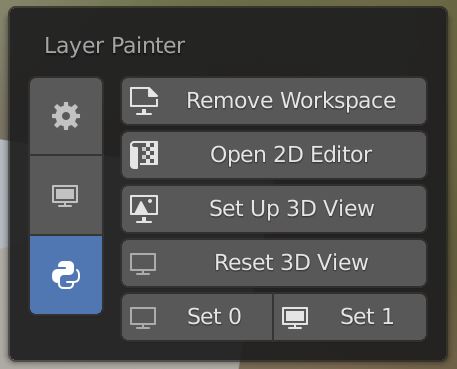 Layer Painter
Remove Workspace
Open 2D Editor
Set Up 3D View
Reset 3D View
Set 0 Set 1